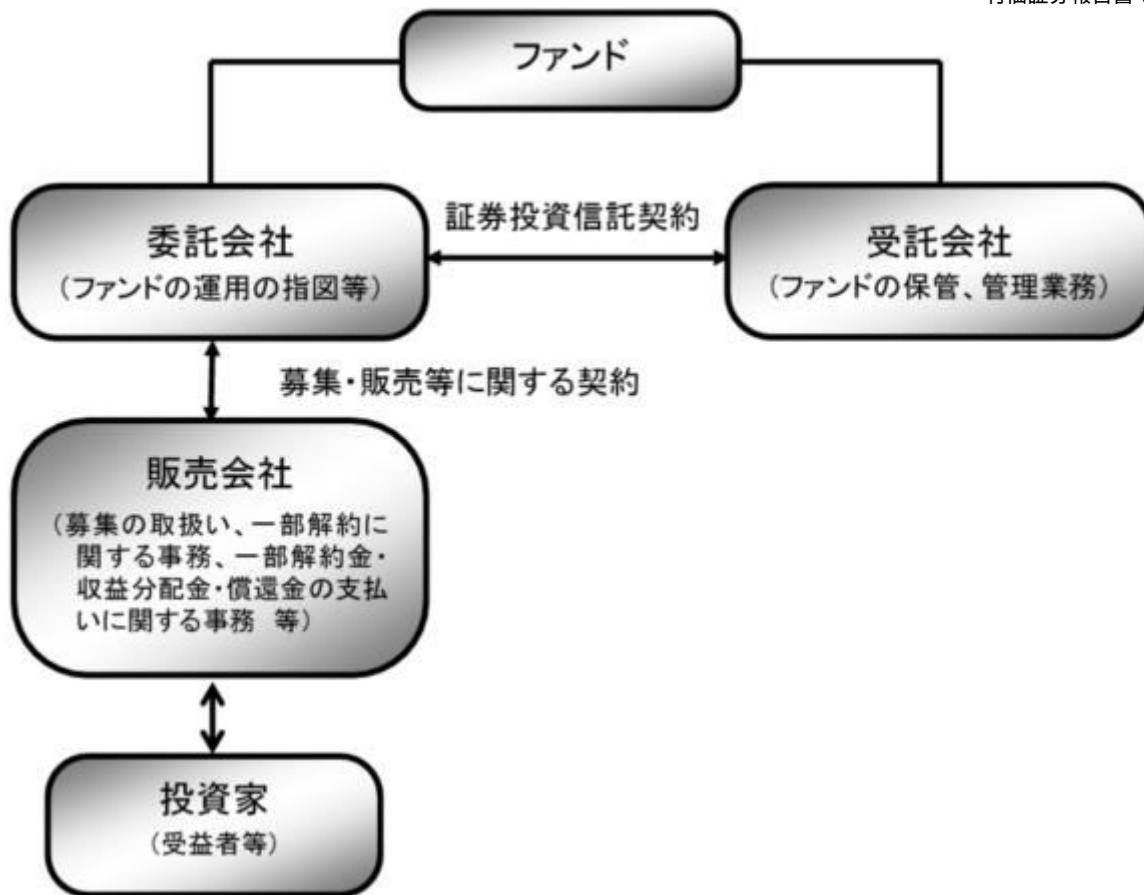 ファンド
委託会社
(ファンドの運用の指図等)
証券投資信託契約
受託会社
(ファンドの保管、管理業務)
募集・販売等に関する契約
販売会社
(募集の取扱い、一部解約に
関する事務、一部解約金・
収益分配金・償還金の支払
いに関する事務 等)
投資家
(受益者等)